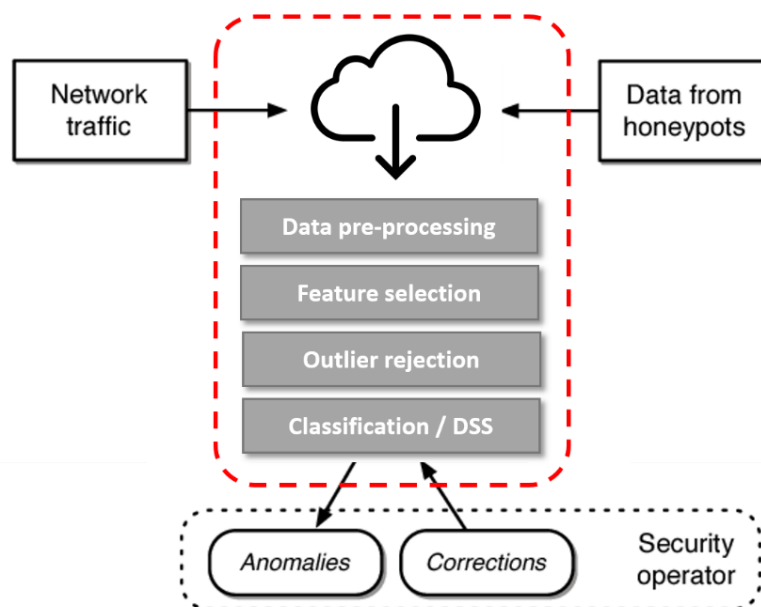 Network
traffic
Data from
honeypots
Data pre-processing
Feature selection
Outlier rejection
Classification / DSS
Anomalies
Corrections
Security
operator